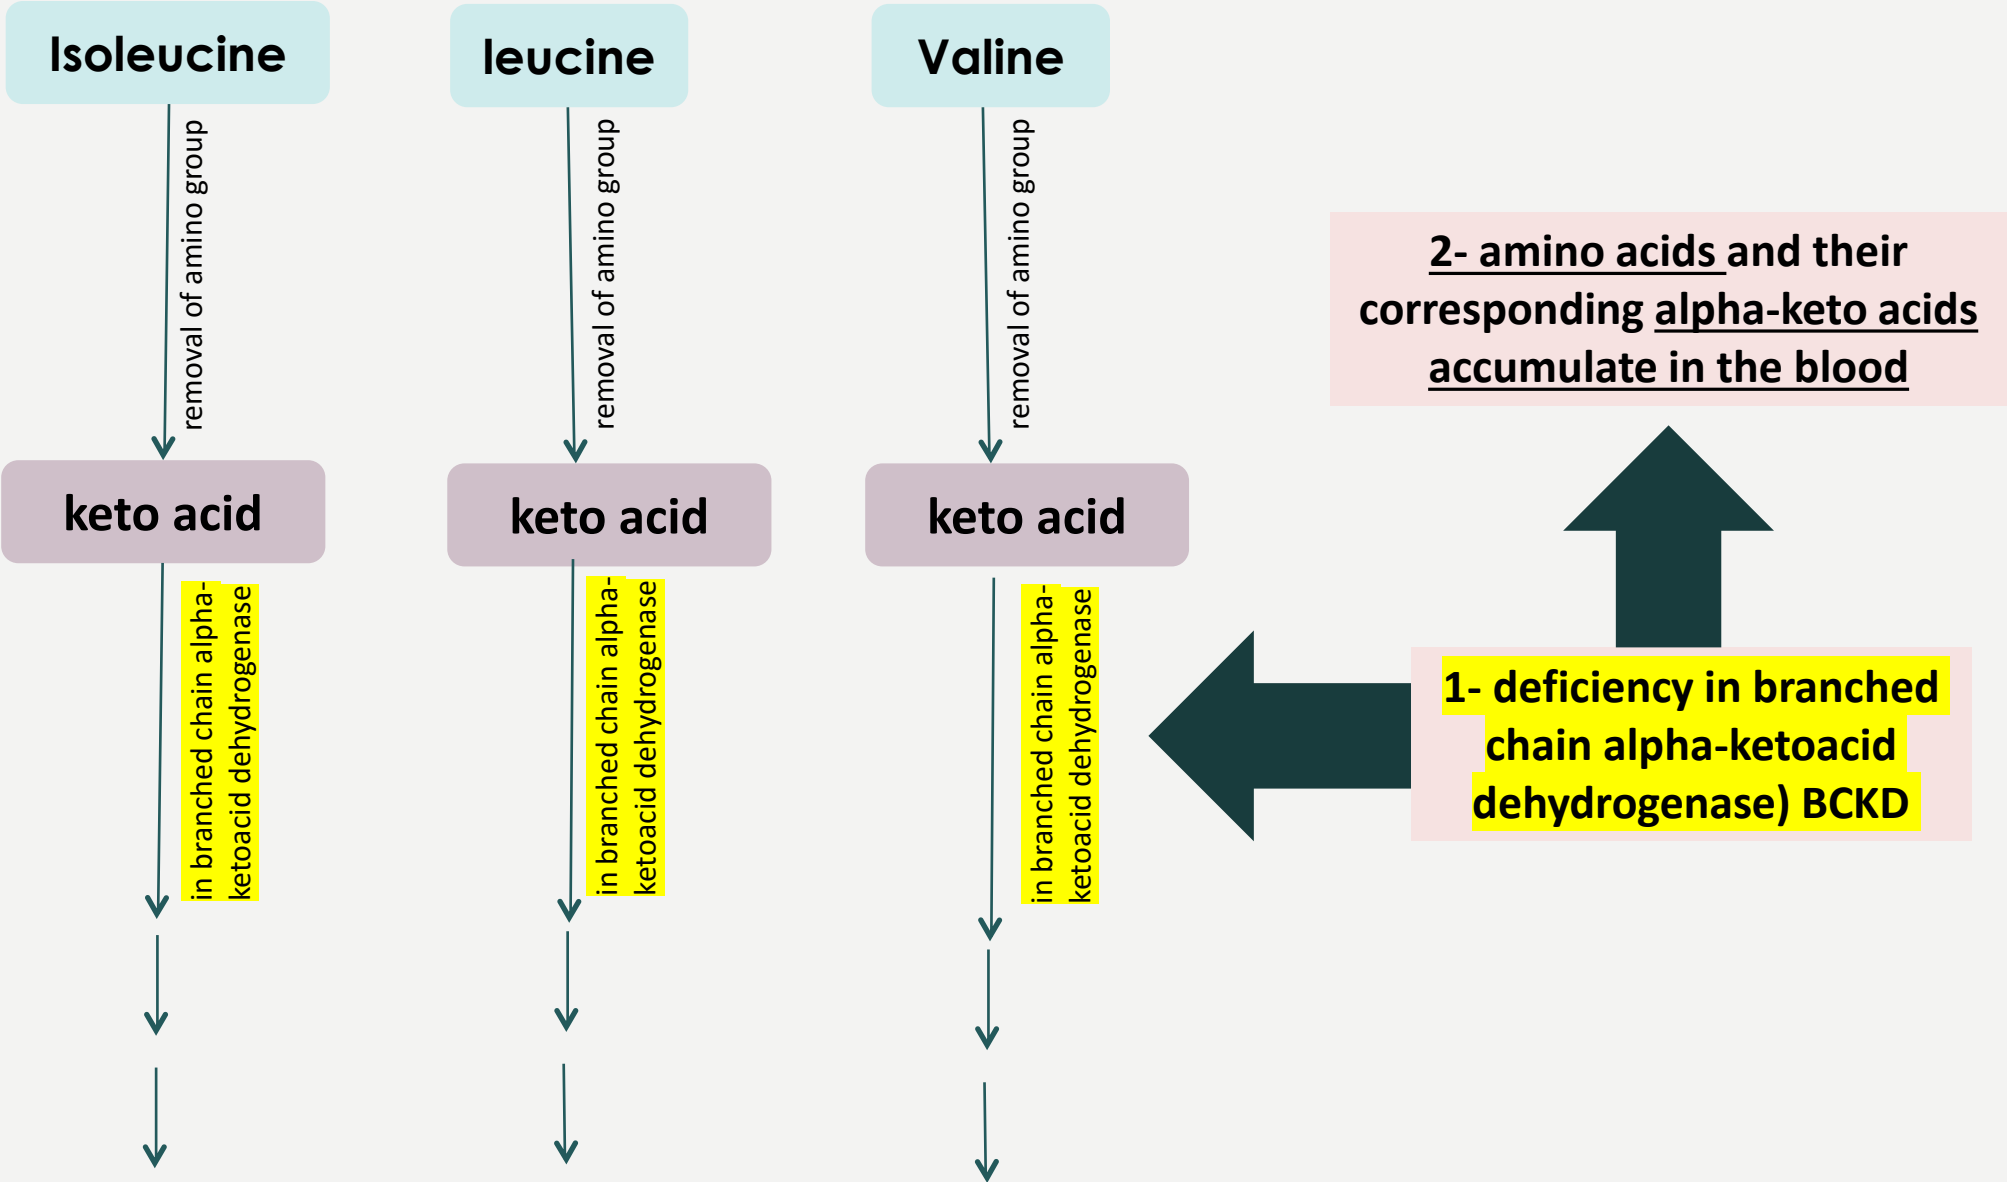 Isoleucine
leucine
Valine
removal of amino group
removal of amino group
removal of amino group
keto acid
keto acid
keto acid
in branched chain alpha-
ketoacid dehydrogenase
in branched chain alpha-
ketoacid dehydrogenase
in branched chain alpha-
ketoacid dehydrogenase
2- amino acids and their
corresponding alpha-keto acids
accumulate in the blood
1- deficiency in branched
chain alpha-ketoacid
dehydrogenase) BCKD